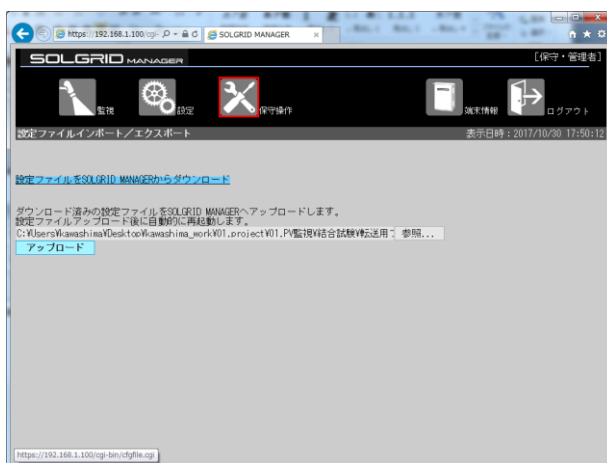 https://192.168.1.100/cgi-
SOLGRID MANAGER
SOLGRID MANAGER
[保守・管理者]
監視
設定
保守操作
端末情報
ログアウト
設定ファイルインポート/エクスポート
表示日時:2017/10/30 17:50:12
設定ファイルをSOLGRID MANAGERからダウンロード
ダウンロード済みの設定ファイルをSOLGRID MANAGERへアップロードします。
設定ファイルアップロード後に自動的に再起動します。
C:¥Users¥kawashima¥Desktop¥kawashima_work¥01.project¥01.PV監視¥結合試験¥転送用
参照...
アップロード
https://192.168.1.100/cgi-bin/cfgfile.cgi